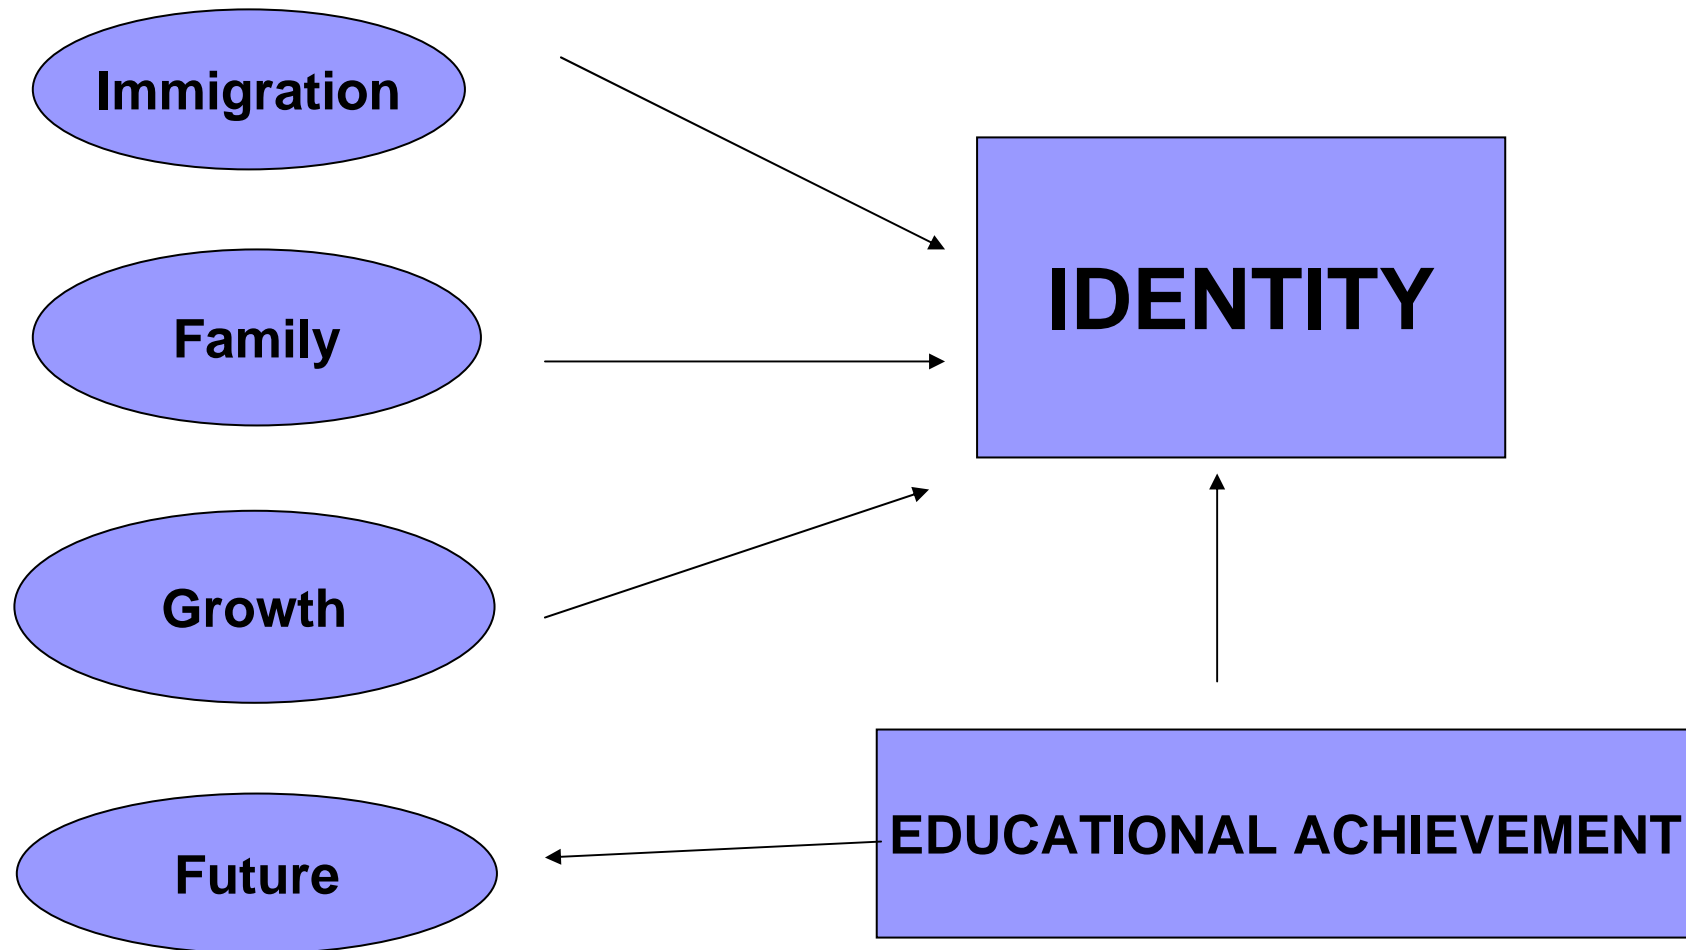 Immigration
IDENTITY
Family
Growth
EDUCATIONAL ACHIEVEMENT
Future